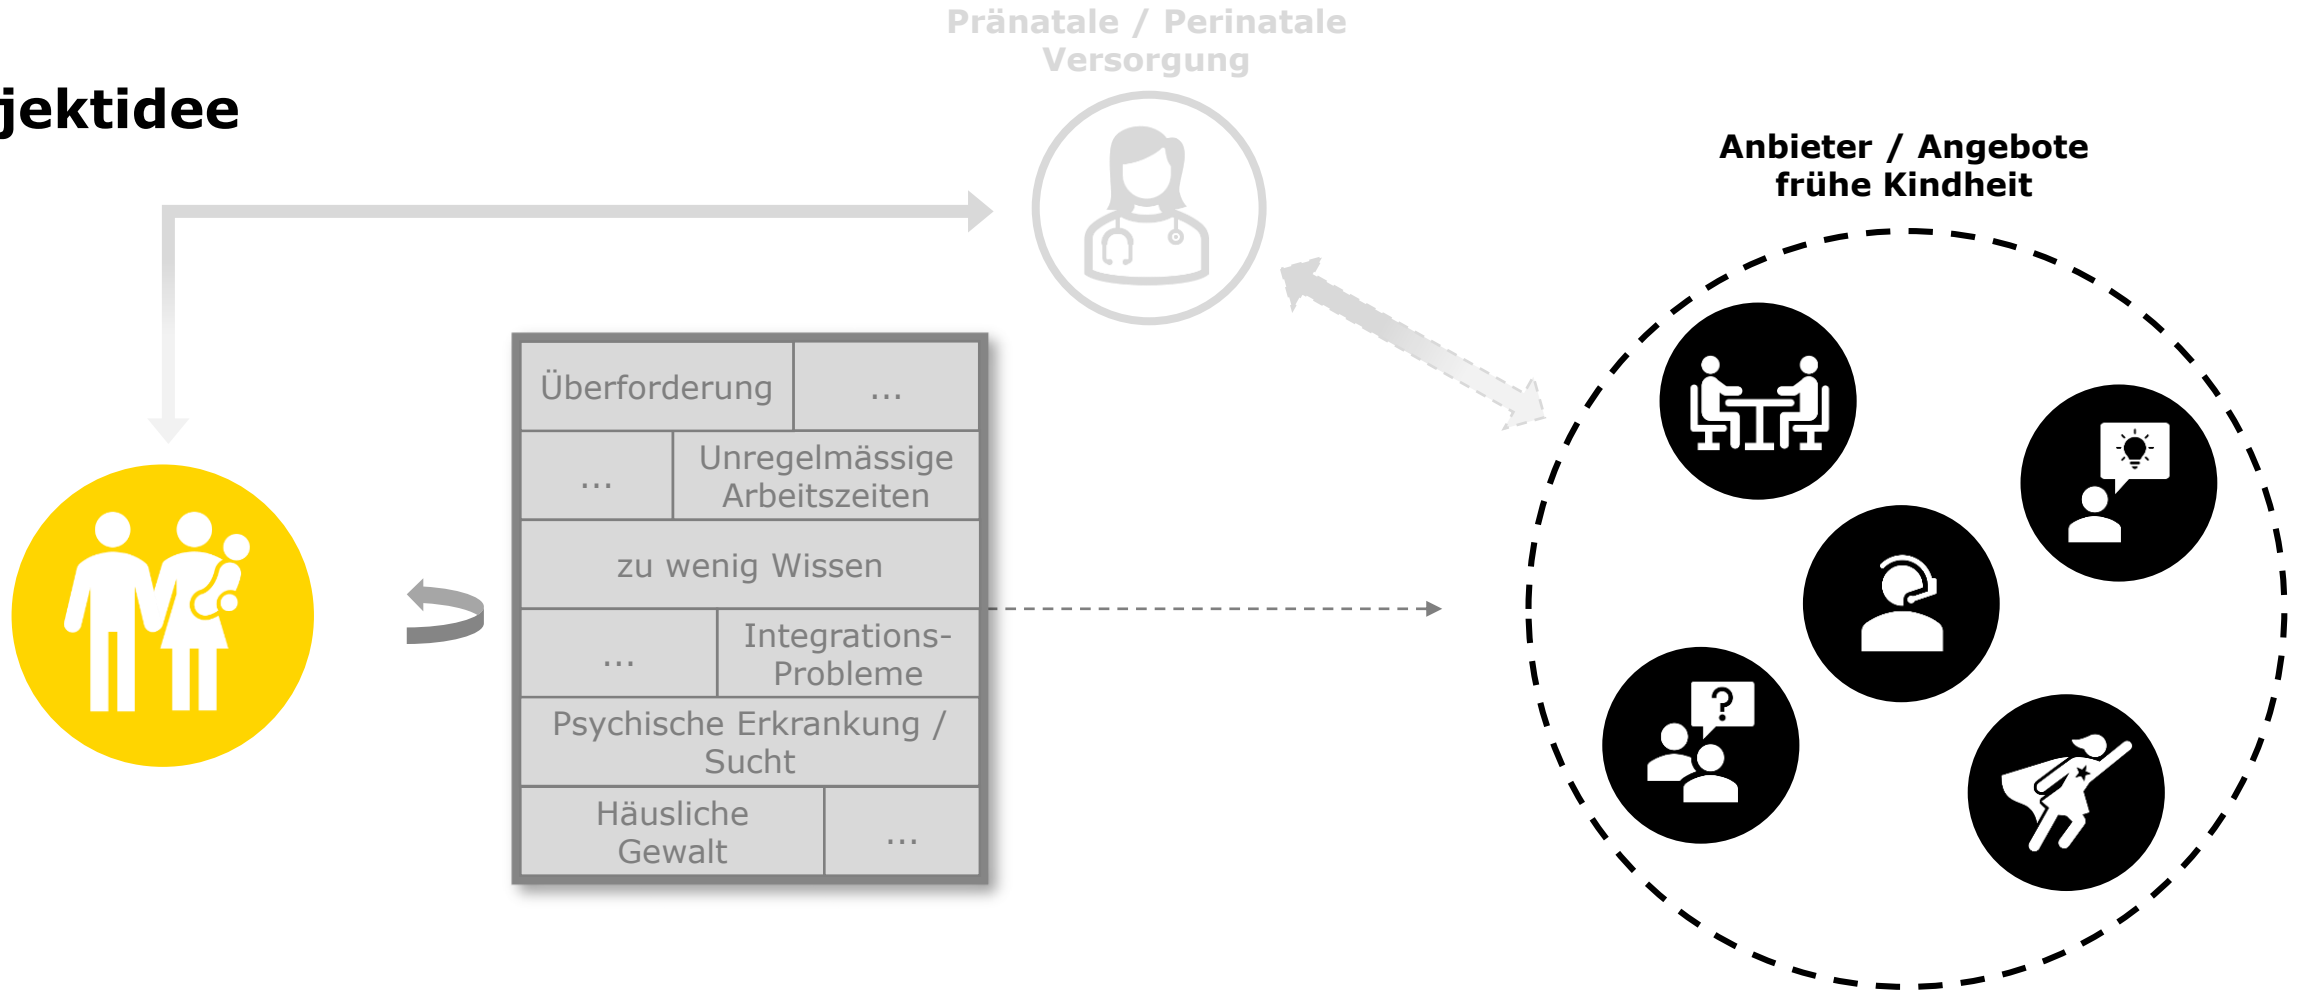 Pränatale / Perinatale
Versorgung
jektidee
Anbieter / Angebote
frühe Kindheit
Überforderung
...
...
Unregelmässige
Arbeitszeiten
zu wenig Wissen
...
Integrations-
Probleme
Psychische Erkrankung /
Sucht
Häusliche
Gewalt
...
?